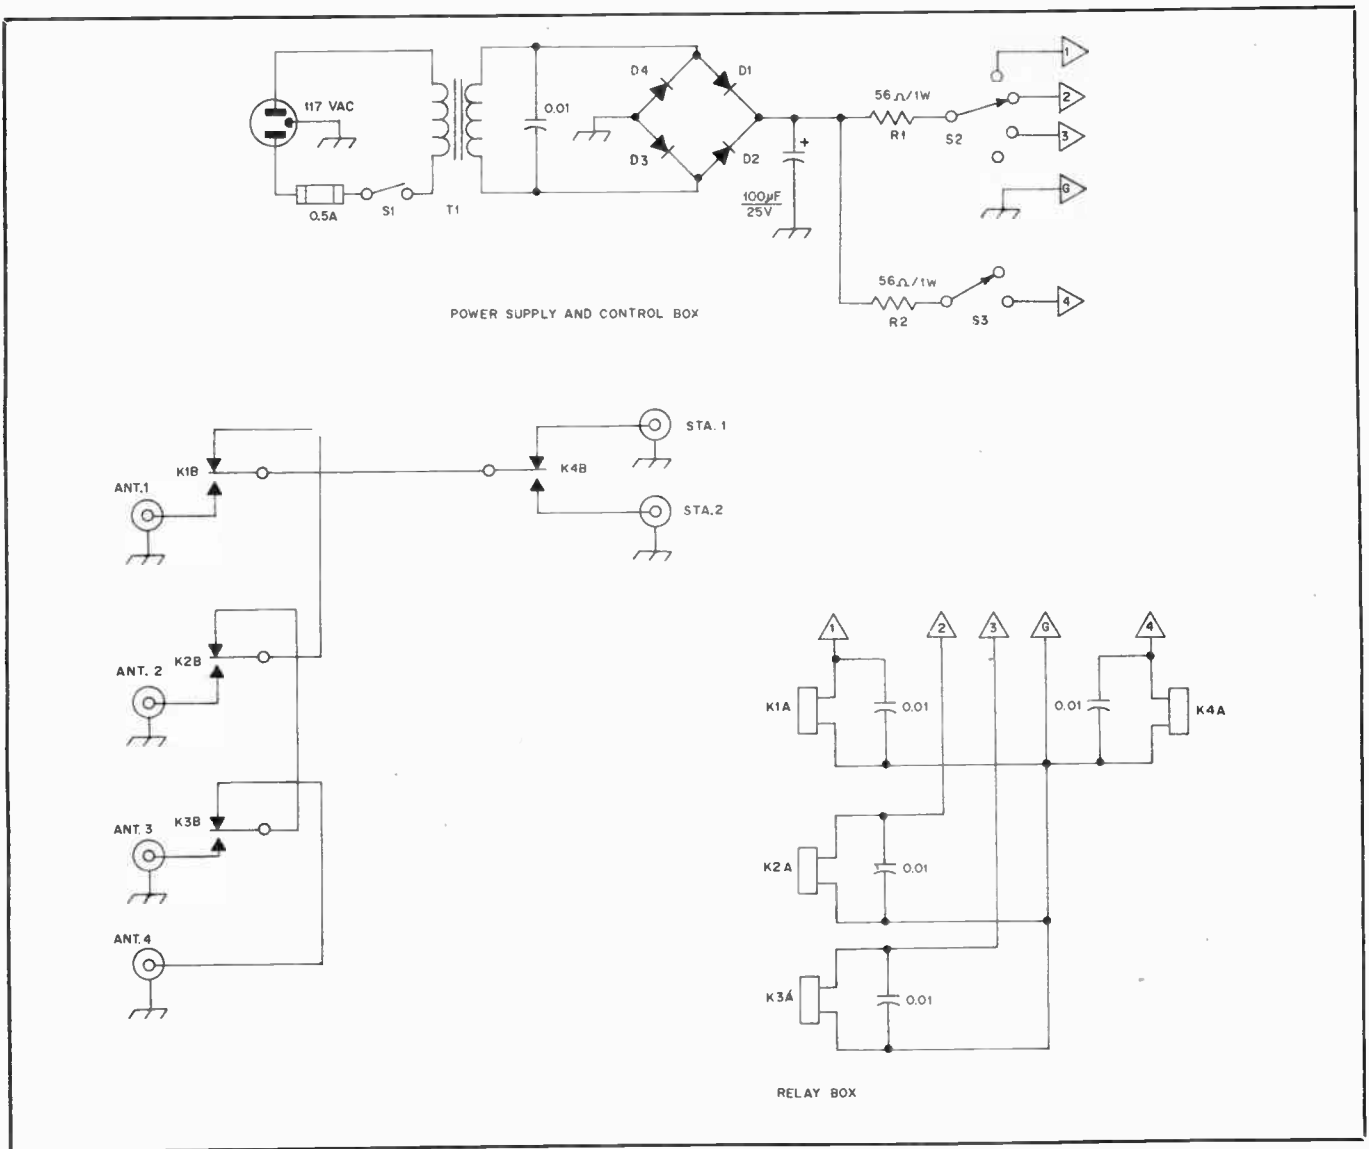 117 VAC
0.5A
S1
T1
0.01
D4
D1
D3
D2
+
100µF
25V
56Ω/1W
R1
S2
1
2
3
G
56Ω/1W
R2
S3
4
POWER SUPPLY AND CONTROL BOX
K1B
ANT.1
K4B
STA. 1
STA.2
K2B
ANT. 2
K3B
ANT. 3
ANT.4
1
2
3
G
4
K1A
0.01
0.01
K4A
K2A
0.01
K3A
0.01
RELAY BOX